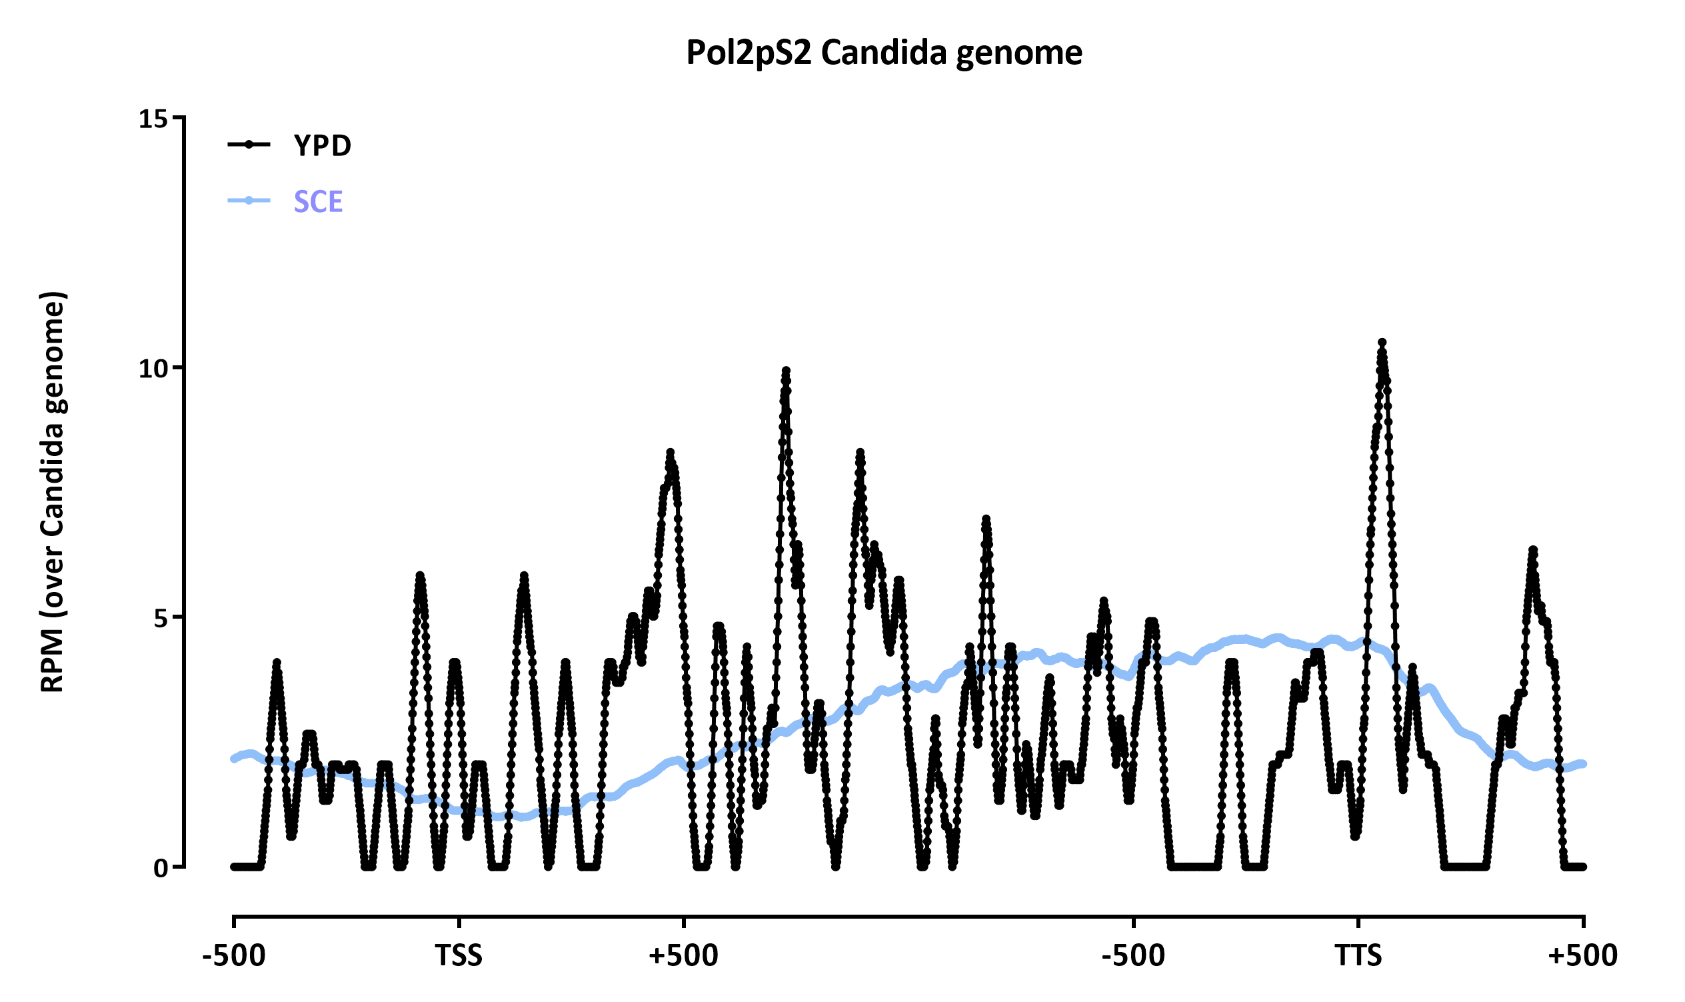 Pol2pS2 Candida genome
15
YPD
SCE
10
RPM (over Candida genome)
5
0
-500 TSS +500 -500 TTS +500